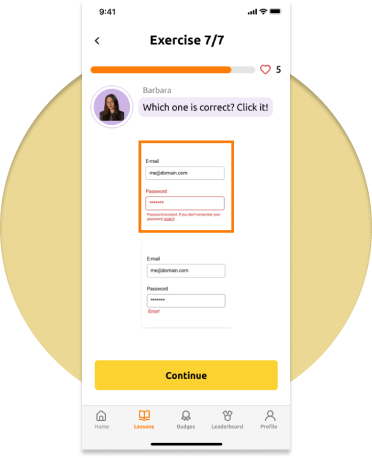 9:41
Exercise 7/7
5
Barbara
Which one is correct? Click it!
E-mail
me@domain.com
Password
•••••••
Password incorrect. If you don't remember your
password, reset it
E-mail
me@domain.com
Password
•••••••
Error!
Continue
Home
Lessons
Badges
Leaderboard
Profile